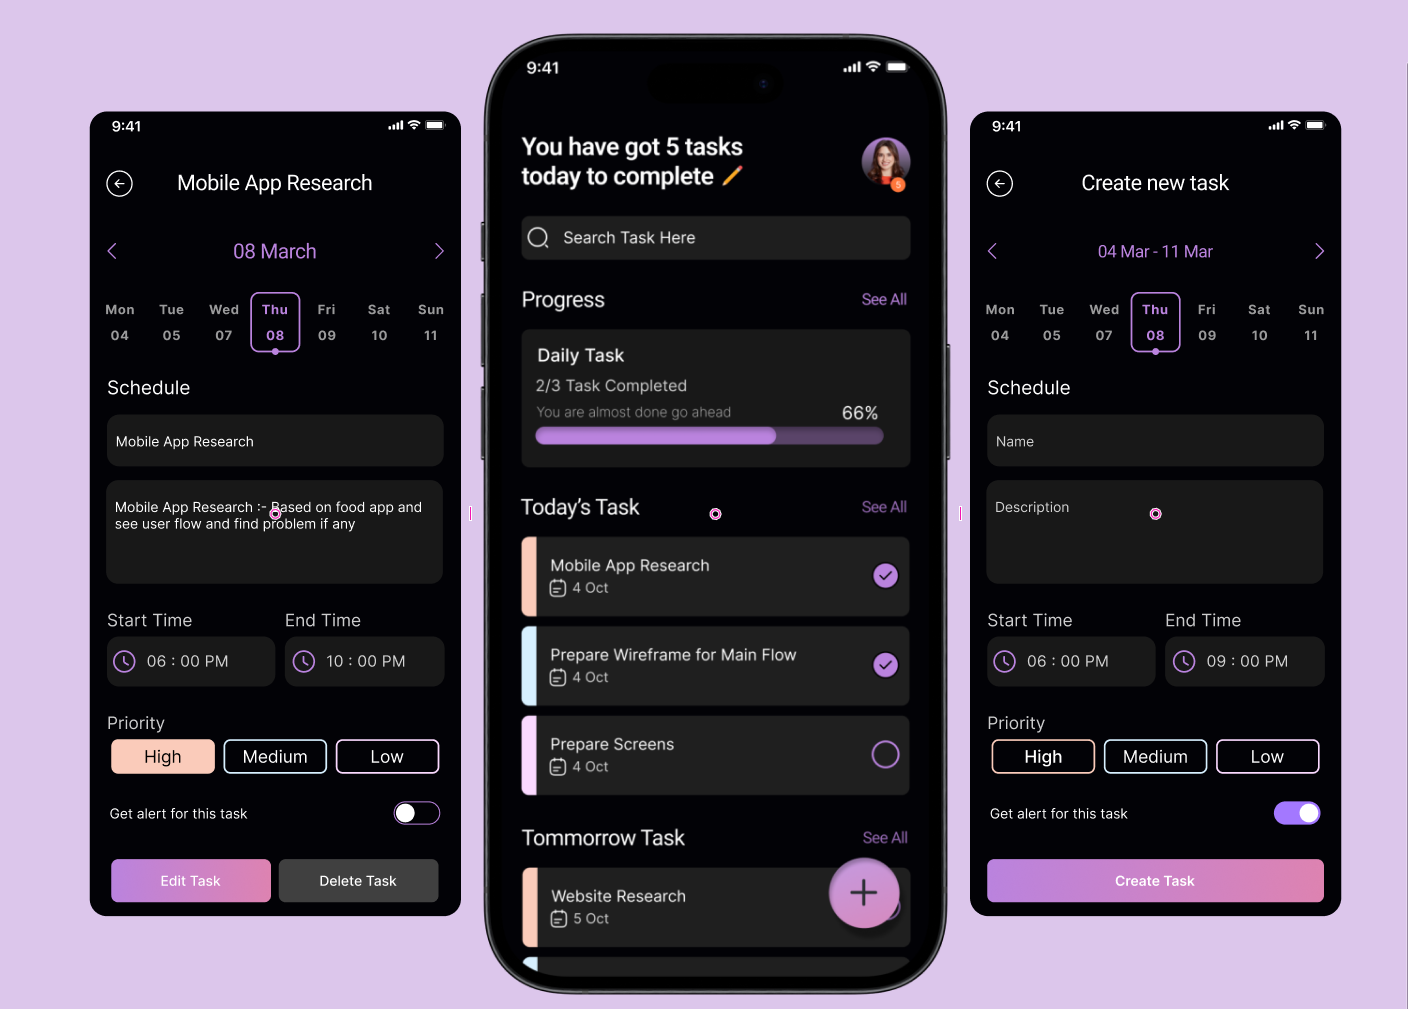 9:41
Mobile App Research
08 March
Mon Tue Wed Thu Fri Sat Sun
04 05 07 08 09 10 11
Schedule
Mobile App Research
Mobile App Research :- Based on food app and
see user flow and find problem if any
Start Time End Time
06 : 00 PM 10 : 00 PM
Priority
High Medium Low
Get alert for this task
Edit Task Delete Task
9:41
You have got 5 tasks
today to complete
5
Search Task Here
Progress See All
Daily Task
2/3 Task Completed
You are almost done go ahead 66%
Today's Task See All
Mobile App Research
4 Oct
Prepare Wireframe for Main Flow
4 Oct
Prepare Screens
4 Oct
Tommorrow Task See All
Website Research
5 Oct
9:41
Create new task
04 Mar - 11 Mar
Mon Tue Wed Thu Fri Sat Sun
04 05 07 08 09 10 11
Schedule
Name
Description
Start Time End Time
06 : 00 PM 09 : 00 PM
Priority
High Medium Low
Get alert for this task
Create Task